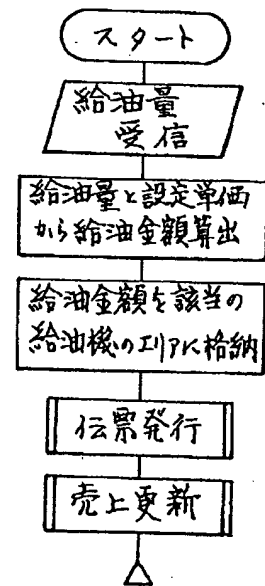 スタート
給油量
受信
給油量と設定単価
から給油金額算出
給油金額を該当の
給油機のエリアに格納
伝票発行
売上更新